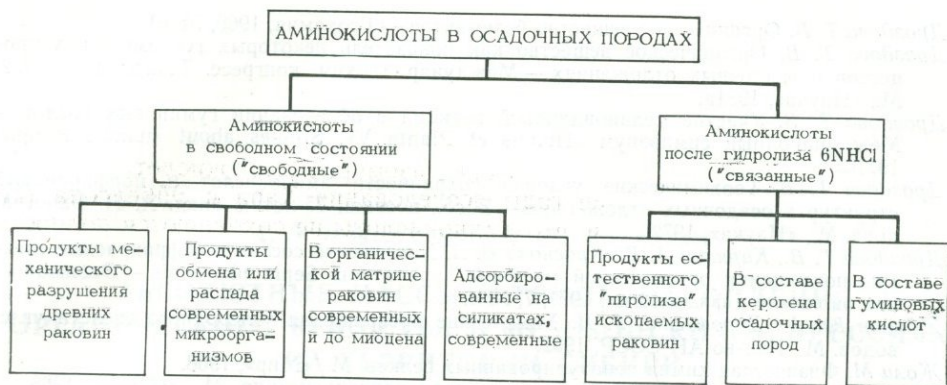 АМИНОКИСЛОТЫ В ОСАДОЧНЫХ ПОРОДАХ
Аминокислоты
в свободном состоянии
("свободные")
Аминокислоты
после гидролиза 6NHCl
("связанные")
Продукты ме-
ханического
разрушения
древних
раковин
Продукты
обмена или
распада
современных
микроорга-
низмов
В органичес-
кой матрице
раковин
современных
и до миоцена
Адсорбиро-
ванные на
силикатах,
современные
Продукты ес-
тественного
"пиролиза"
ископаемых
раковин
В составе
керогена
осадочных
пород
В составе
гуминовых
кислот